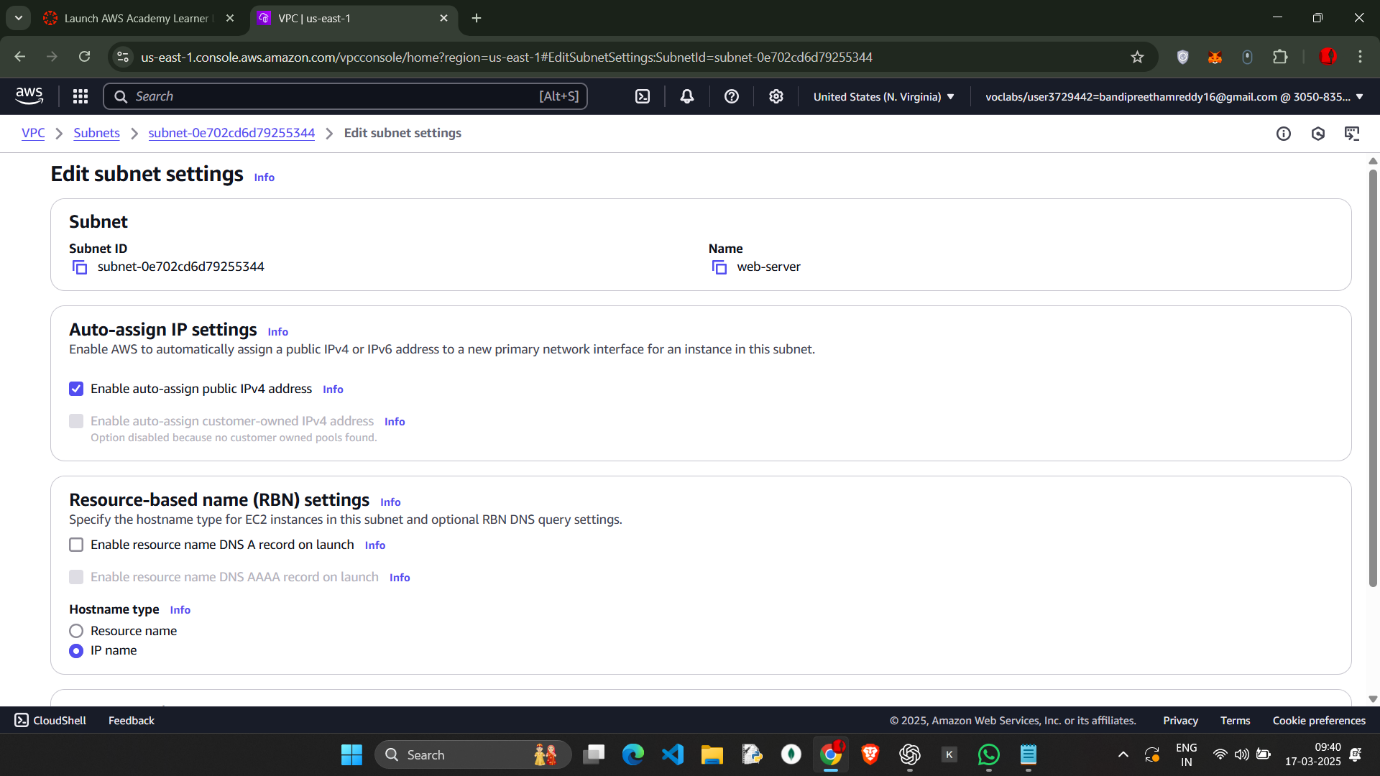 Launch AWS Academy Learner
VPC | us-east-1
us-east-1.console.aws.amazon.com/vpcconsole/home?region=us-east-1#EditSubnetSettings:SubnetId=subnet-0e702cd6d79255344
aws
Search [Alt+S]
United States (N. Virginia)
voclabs/user3729442=bandipreethamreddy16@gmail.com @ 3050-835...
VPC
Subnets
subnet-0e702cd6d79255344
Edit subnet settings
Edit subnet settings Info
Subnet
Subnet ID
subnet-0e702cd6d79255344
Name
web-server
Auto-assign IP settings Info
Enable AWS to automatically assign a public IPv4 or IPv6 address to a new primary network interface for an instance in this subnet.
Enable auto-assign public IPv4 address Info
Enable auto-assign customer-owned IPv4 address Info
Option disabled because no customer owned pools found.
Resource-based name (RBN) settings Info
Specify the hostname type for EC2 instances in this subnet and optional RBN DNS query settings.
Enable resource name DNS A record on launch Info
Enable resource name DNS AAAA record on launch Info
Hostname type Info
Resource name
IP name
CloudShell
Feedback
© 2025, Amazon Web Services, Inc. or its affiliates.
Privacy
Terms
Cookie preferences
Search
K
ENG
IN
09:40
17-03-2025